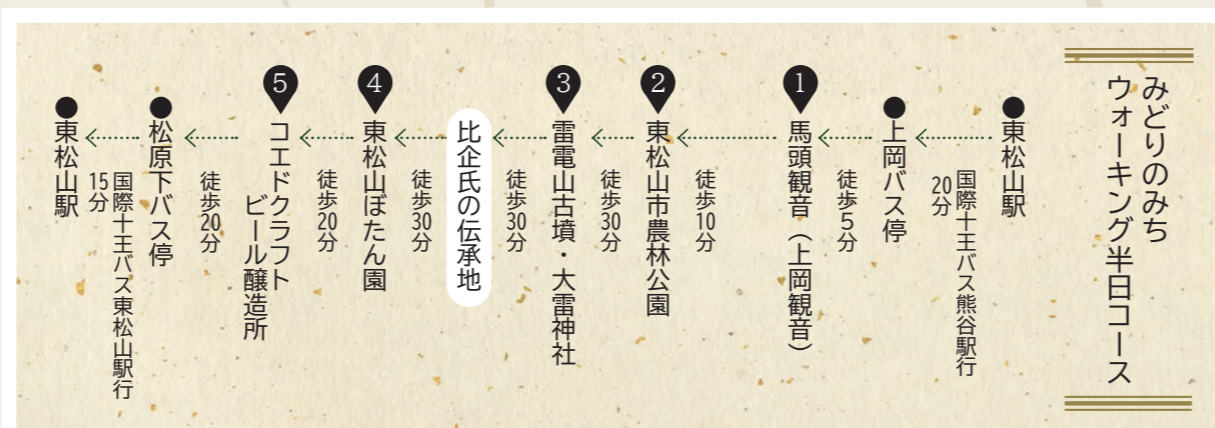 みどりのみち
ウォーキング半日コース
東松山駅
国際十王バス熊谷駅行
20分
上岡バス停
徒歩5分
1
馬頭観音（上岡観音）
徒歩10分
2
東松山市農林公園
徒歩30分
3
雷電山古墳・大雷神社
徒歩30分
比企氏の伝承地
徒歩30分
4
東松山ぼたん園
徒歩20分
5
コエドクラフト
ビール醸造所
徒歩20分
松原下バス停
国際十王バス東松山駅行
15分
東松山駅